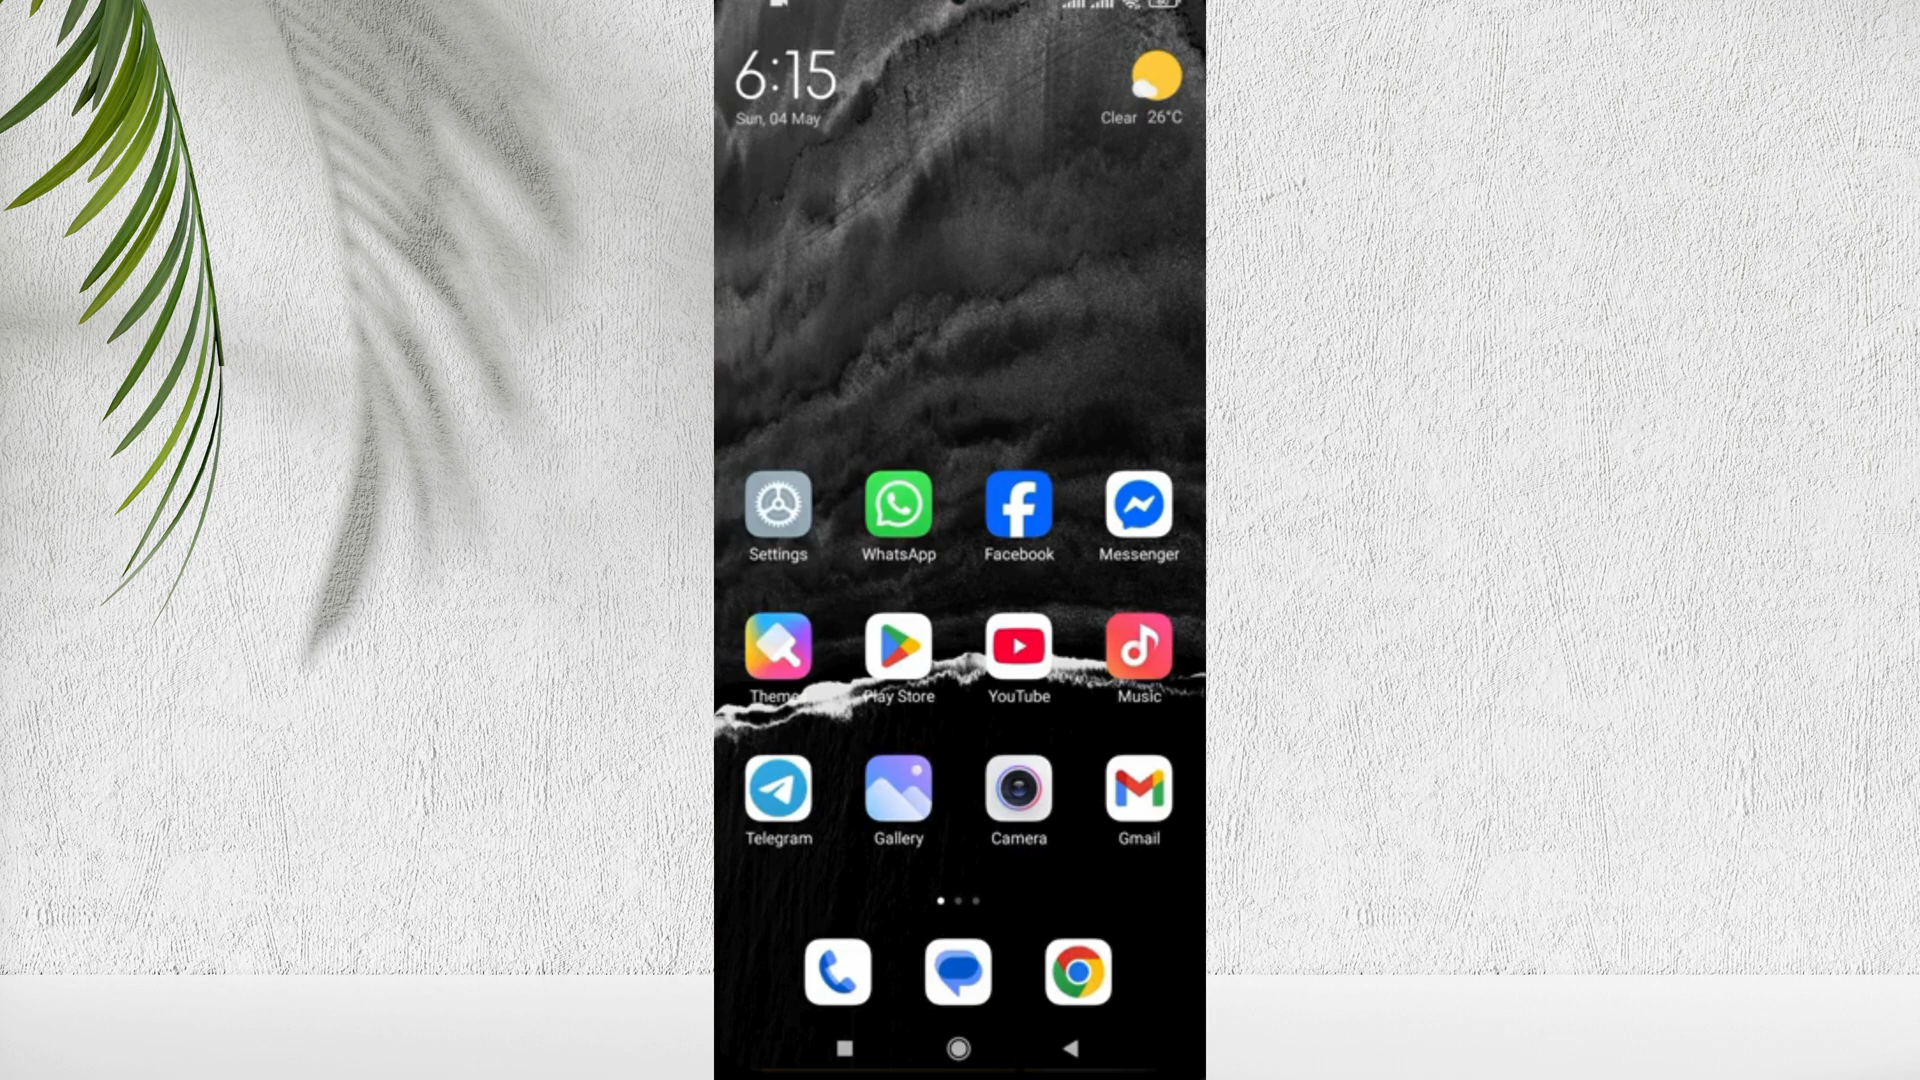 6:15
Sun, 04 May
Clear 26°C
Settings
WhatsApp
Facebook
Messenger
Themes
Play Store
YouTube
Music
Telegram
Gallery
Camera
Gmail